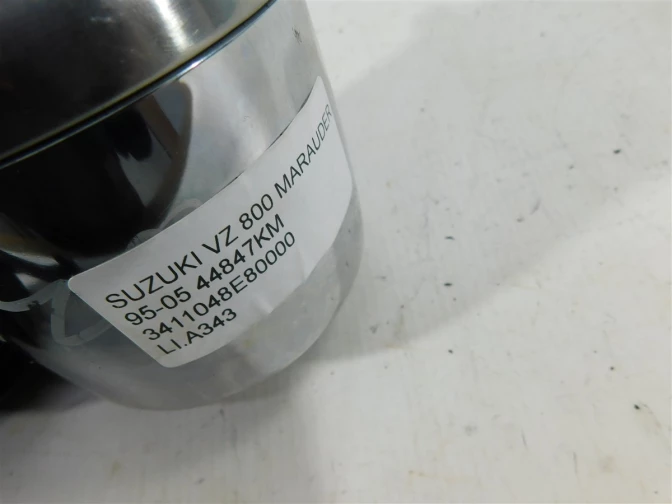 SUZUKI VZ 800 MARAUDER
95-05 44847KM
3411048E80000
LI.A343